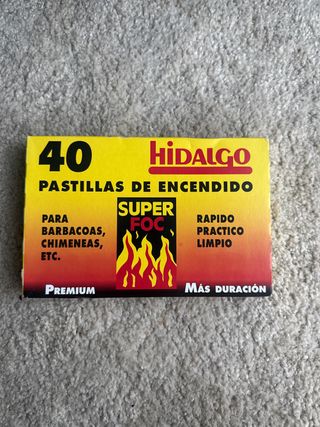 40 HiDALGO
PASTILLAS DE ENCENDIDO
PARA
BARBACOAS,
CHIMENEAS,
ETC.
SUPER
FOC
RAPIDO
PRACTICO
LIMPIO
PREMIUM
MÁS DURACIÓN